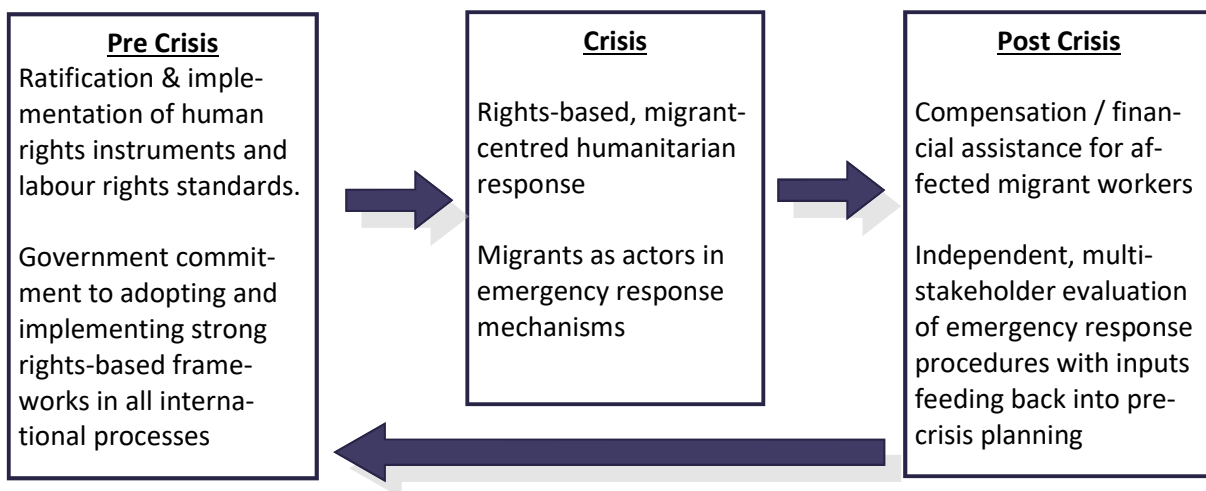 Pre Crisis
Ratification & imple-
mentation of human
rights instruments and
labour rights standards.
Government commit-
ment to adopting and
implementing strong
rights-based frame-
works in all interna-
tional processes
Crisis
Rights-based, migrant-
centred humanitarian
response
Migrants as actors in
emergency response
mechanisms
Post Crisis
Compensation / finan-
cial assistance for af-
fected migrant workers
Independent, multi-
stakeholder evaluation
of emergency response
procedures with inputs
feeding back into pre-
crisis planning